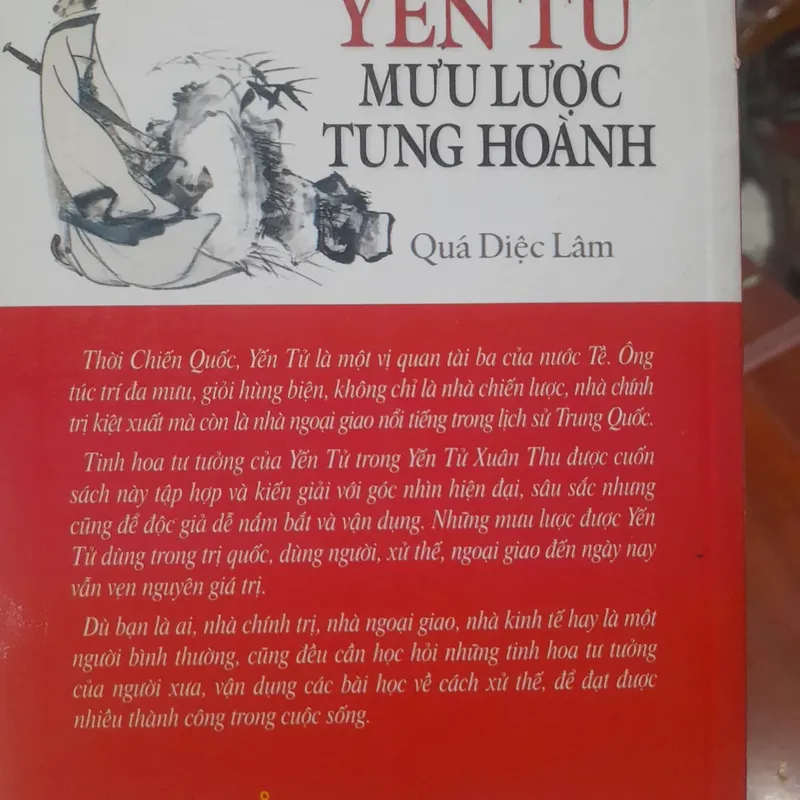 YẾN TỬ
MƯU LƯỢC
TUNG HOÀNH
Quá Diệc Lâm
Thời Chiến Quốc, Yến Tử là một vị quan tài ba của nước Tề. Ông
túc trí đa mưu, giỏi hùng biện, không chỉ là nhà chiến lược, nhà chính
trị kiệt xuất mà còn là nhà ngoại giao nổi tiếng trong lịch sử Trung Quốc.
Tinh hoa tư tưởng của Yến Tử trong Yến Tử Xuân Thu được cuốn
sách này tập hợp và kiến giải với góc nhìn hiện đại, sâu sắc nhưng
cũng để độc giả dễ nắm bắt và vận dụng. Những mưu lược được Yến
Tử dùng trong trị quốc, dùng người, xử thế, ngoại giao đến ngày nay
vẫn vẹn nguyên giá trị.
Dù bạn là ai, nhà chính trị, nhà ngoại giao, nhà kinh tế hay là một
người bình thường, cũng đều cần học hỏi những tinh hoa tư tưởng
của người xưa, vận dụng các bài học về cách xử thế, để đạt được
nhiều thành công trong cuộc sống.